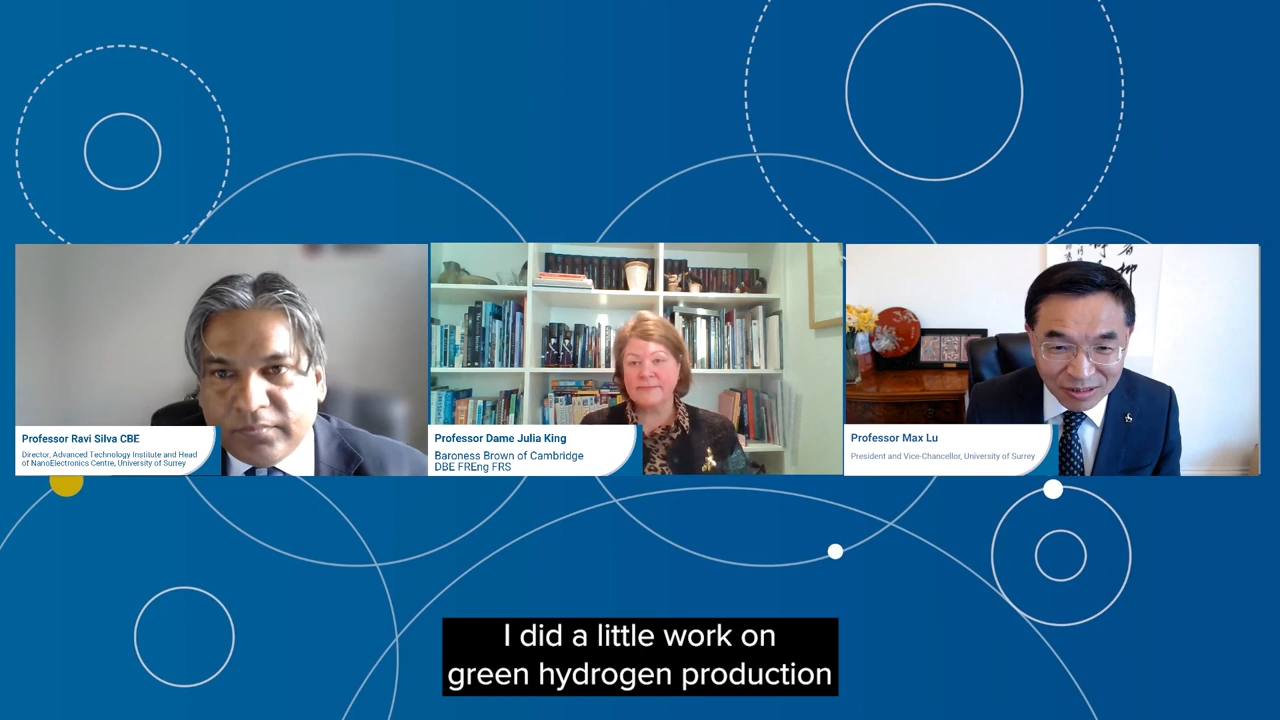 Professor Ravi Silva CBE
Director, Advanced Technology Institute and Head
of NanoElectronics Centre, University of Surrey
Professor Dame Julia King
Baroness Brown of Cambridge
DBE FREng FRS
Professor Max Lu
President and Vice-Chancellor, University of Surrey
I did a little work on
green hydrogen production